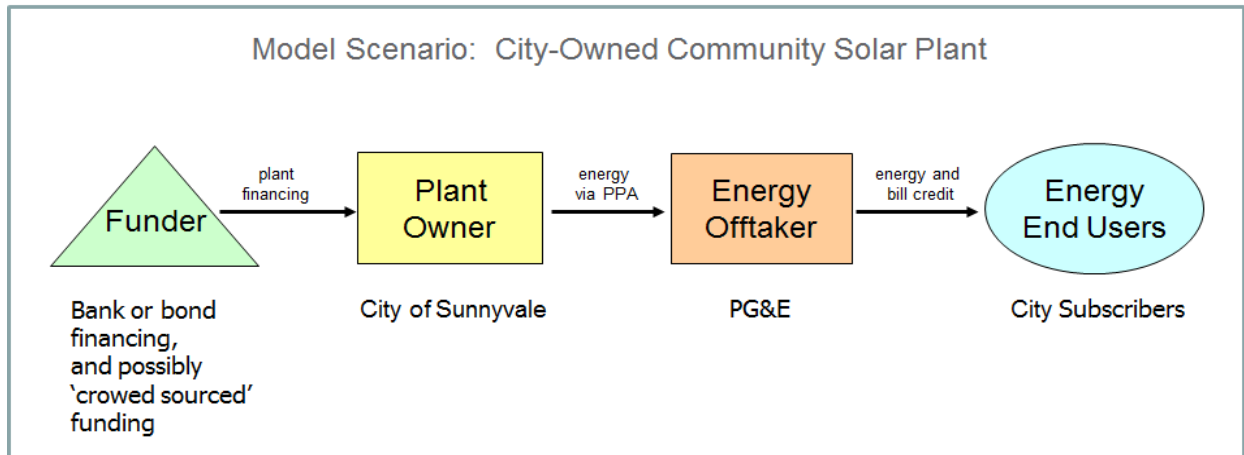 Model Scenario: City-Owned Community Solar Plant
Funder
plant
financing
Plant
Owner
energy
via PPA
Energy
Offtaker
energy and
bill credit
Energy
End Users
Bank or bond
financing,
and possibly
‘crowed sourced’
funding
City of Sunnyvale
PG&E
City Subscribers